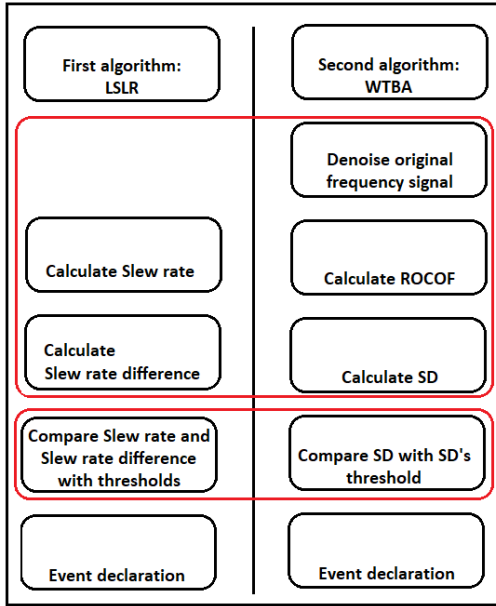 First algorithm:
LSLR
Second algorithm:
WTBA
Denoise original
frequency signal
Calculate Slew rate
Calculate ROCOF
Calculate
Slew rate difference
Calculate SD
Compare Slew rate and
Slew rate difference
with thresholds
Compare SD with SD's
threshold
Event declaration
Event declaration